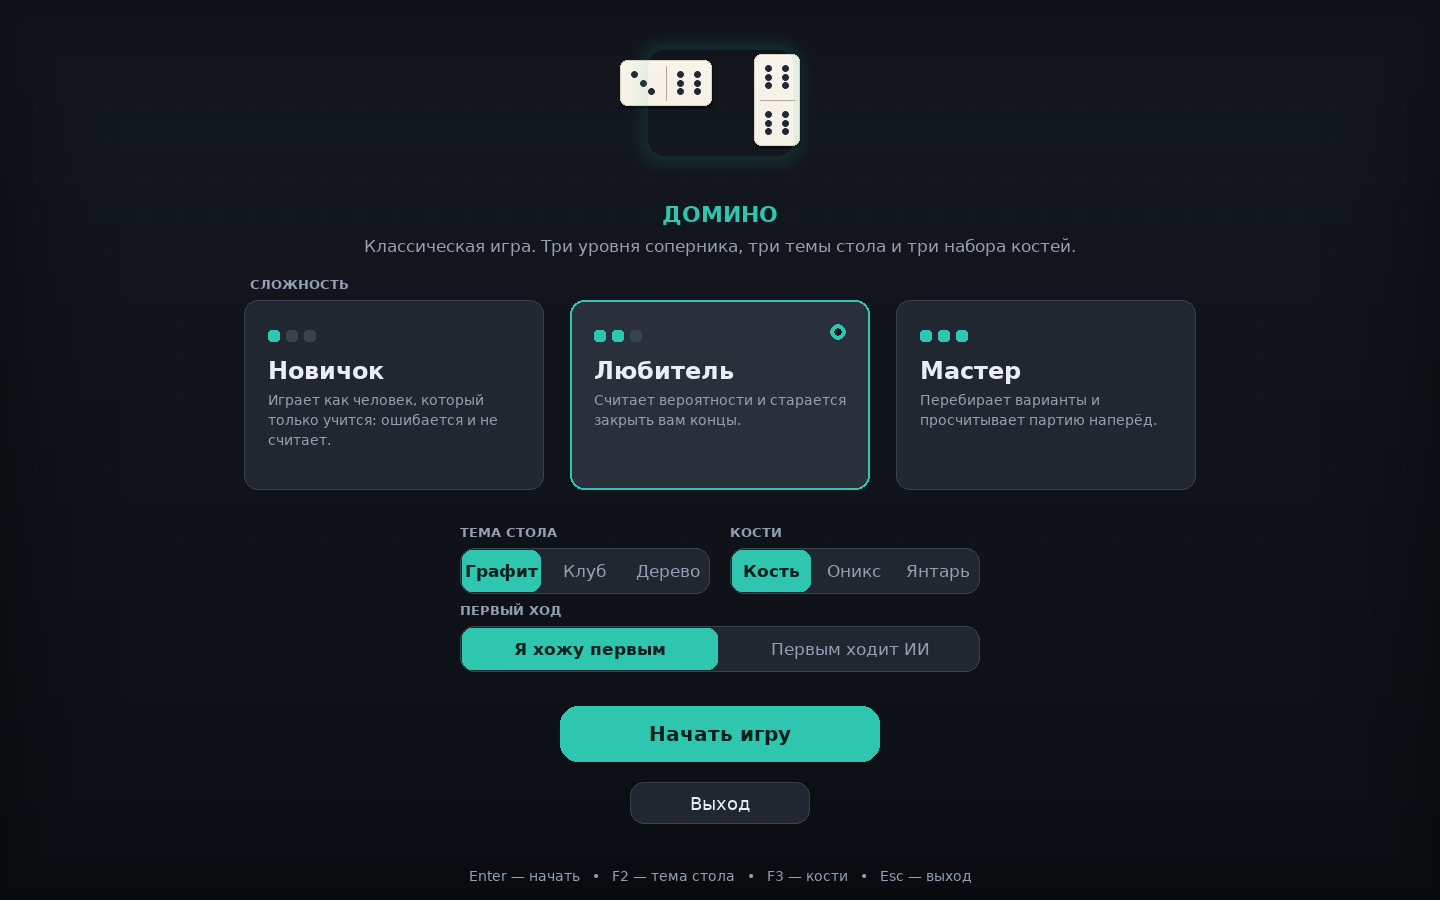 ДОМИНО
Классическая игра. Три уровня соперника, три темы стола и три набора костей.
СЛОЖНОСТЬ
Новичок
Играет как человек, который
только учится: ошибается и не
считает.
Любитель
Считает вероятности и старается
закрыть вам концы.
Мастер
Перебирает варианты и
просчитывает партию наперёд.
ТЕМА СТОЛА
Графит Клуб Дерево
КОСТИ
Кость Оникс Янтарь
ПЕРВЫЙ ХОД
Я хожу первым Первым ходит ИИ
Начать игру
Выход
Enter — начать • F2 — тема стола • F3 — кости • Esc — выход